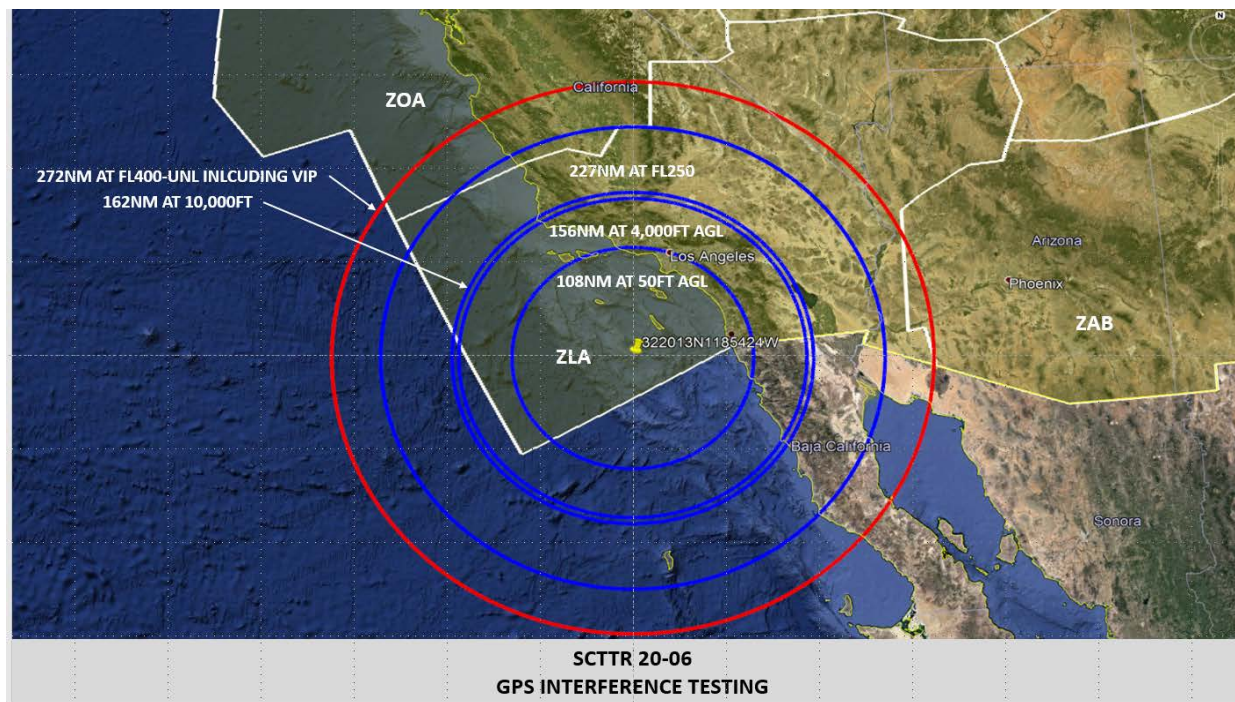 N
ZOA
California
272NM AT FL400-UNL INLCUDING VIP
227NM AT FL250
162NM AT 10,000FT
156NM AT 4,000FT AGL
Arizona
Los Angeles
108NM AT 50FT AGL
Phoenix
ZAB
322013N1185424W
ZLA
Baja California
Sonora
SCTTR 20-06
GPS INTERFERENCE TESTING